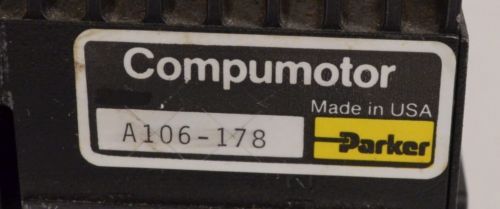 Compumotor
Made in USA
A106-178
Parker